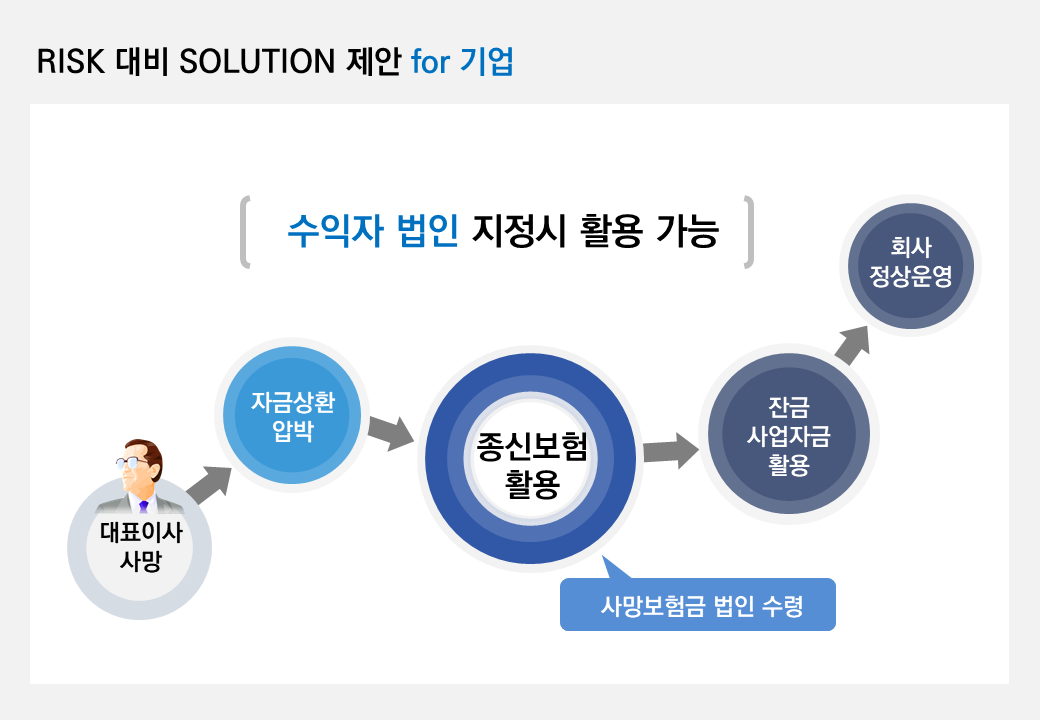 RISK 대비 SOLUTION 제안 for 기업
수익자 법인 지정시 활용 가능
대표이사
사망
자금상환
압박
종신보험
활용
사망보험금 법인 수령
잔금
사업자금
활용
회사
정상운영